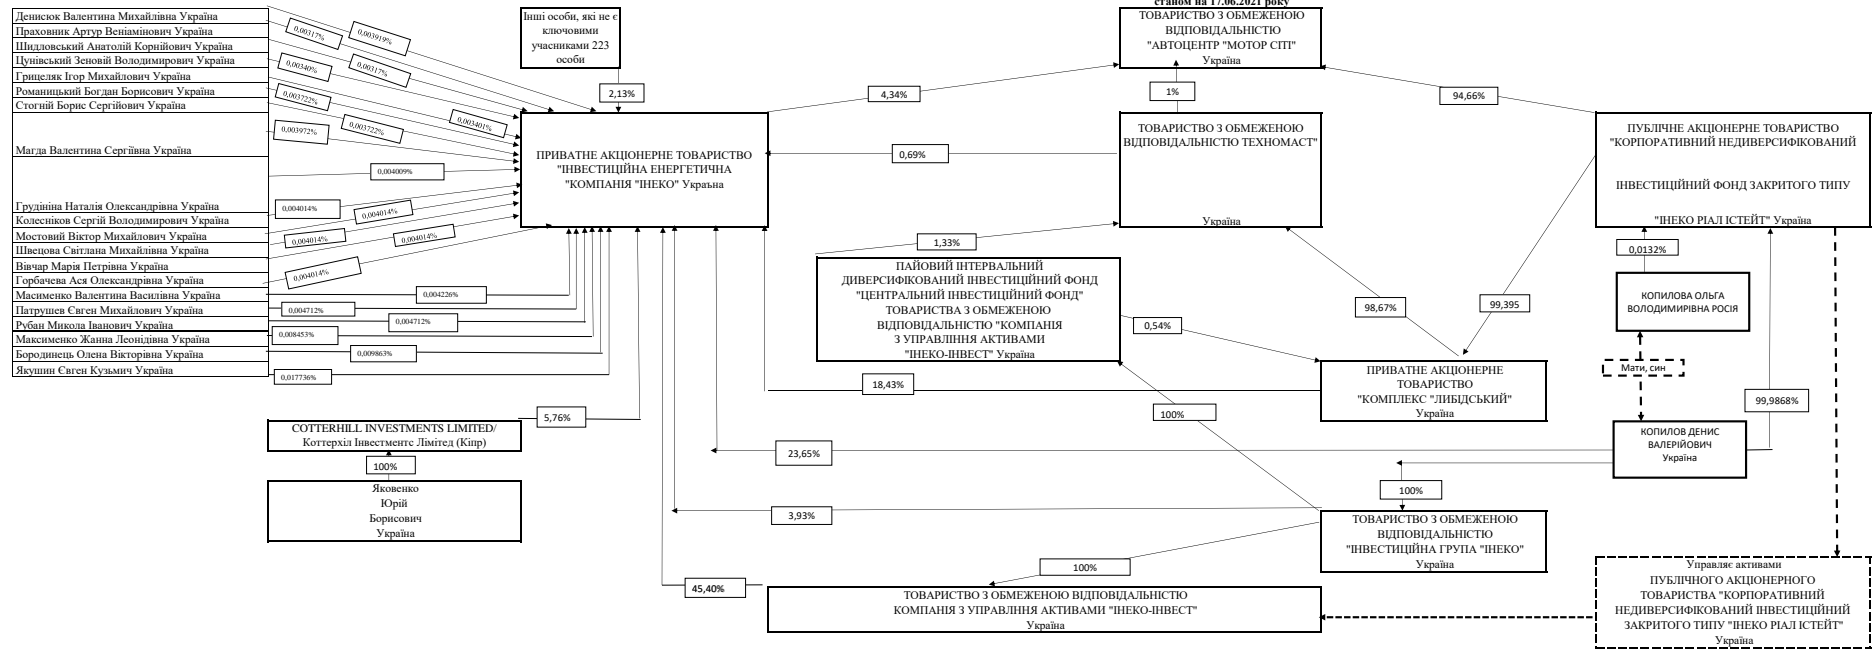 станом на 17.06.2021 року
Денисюк Валентина Михайлівна Україна
Праховник Артур Веніамінович Україна
Шидловський Анатолій Корнійович Україна
Цунівський Зеновій Володимирович Україна
Грицеляк Ігор Михайлович Україна
Романицький Богдан Борисович Україна
Стогній Борис Сергійович Україна
Магда Валентина Сергіївна Україна
Грудініна Наталія Олександрівна Україна
Колесніков Сергій Володимирович Україна
Мостовий Віктор Михайлович Україна
Швецова Світлана Михайлівна Україна
Вівчар Марія Петрівна Україна
Горбачева Ася Олександрівна Україна
Масименко Валентина Василівна Україна
Патрушев Євген Михайлович Україна
Рубан Микола Іванович Україна
Максименко Жанна Леонідівна Україна
Бородинець Олена Вікторівна Україна
Якушин Євген Кузьмич Україна
0,00317%
0,003919%
0,00340%
0,00317%
0,003722%
0,003722%
0,003401%
0,003972%
0,004009%
0,004014%
0,004014%
0,004014%
0,004014%
0,004014%
0,004226%
0,004712%
0,004712%
0,008453%
0,009863%
0,017736%
Інші особи, які не є
ключовими
учасниками 223
особи
2,13%
ПРИВАТНЕ АКЦІОНЕРНЕ ТОВАРИСТВО
"ІНВЕСТИЦІЙНА ЕНЕРГЕТИЧНА
"КОМПАНІЯ "ІНЕКО" Украъна
ТОВАРИСТВО З ОБМЕЖЕНОЮ
ВІДПОВІДАЛЬНІСТЮ
"АВТОЦЕНТР "МОТОР СІТІ"
Україна
4,34%
1%
94,66%
ТОВАРИСТВО З ОБМЕЖЕНОЮ
ВІДПОВІДАЛЬНІСТЮ ТЕХНОМАСТ"
Україна
0,69%
ПУБЛІЧНЕ АКЦІОНЕРНЕ ТОВАРИСТВО
"КОРПОРАТИВНИЙ НЕДИВЕРСИФІКОВАНИЙ
ІНВЕСТИЦІЙНИЙ ФОНД ЗАКРИТОГО ТИПУ
"ІНЕКО РІАЛ ІСТЕЙТ" Україна
1,33%
0,0132%
ПАЙОВИЙ ІНТЕРВАЛЬНИЙ
ДИВЕРСИФІКОВАНИЙ ІНВЕСТИЦІЙНИЙ ФОНД
"ЦЕНТРАЛЬНИЙ ІНВЕСТИЦІЙНИЙ ФОНД"
ТОВАРИСТВА З ОБМЕЖЕНОЮ
ВІДПОВІДАЛЬНІСТЮ "КОМПАНІЯ
З УПРАВЛІННЯ АКТИВАМИ
"ІНЕКО-ІНВЕСТ" Україна
0,54%
98,67%
99,395
КОПИЛОВА ОЛЬГА
ВОЛОДИМИРІВНА РОСІЯ
Мати, син
ПРИВАТНЕ АКЦІОНЕРНЕ
ТОВАРИСТВО
"КОМПЛЕКС "ЛИБІДСЬКИЙ"
Україна
18,43%
100%
99,9868%
КОПИЛОВ ДЕНИС
ВАЛЕРІЙОВИЧ
Україна
5,76%
COTTERHILL INVESTMENTS LIMITED/
Коттерхіл Інвестментс Лімітед (Кіпр)
100%
Яковенко
Юрій
Борисович
Україна
23,65%
100%
3,93%
ТОВАРИСТВО З ОБМЕЖЕНОЮ
ВІДПОВІДАЛЬНІСТЮ
"ІНВЕСТИЦІЙНА ГРУПА "ІНЕКО"
Україна
100%
45,40%
ТОВАРИСТВО З ОБМЕЖЕНОЮ ВІДПОВІДАЛЬНІСТЮ
КОМПАНІЯ З УПРАВЛННЯ АКТИВАМИ "ІНЕКО-ІНВЕСТ"
Україна
Управляє активами
ПУБЛІЧНОГО АКЦІОНЕРНОГО
ТОВАРИСТВА "КОРПОРАТИВНИЙ
НЕДИВЕРСИФІКОВАНИЙ ІНВЕСТИЦІЙНИЙ
ЗАКРИТОГО ТИПУ "ІНЕКО РІАЛ ІСТЕЙТ"
Україна